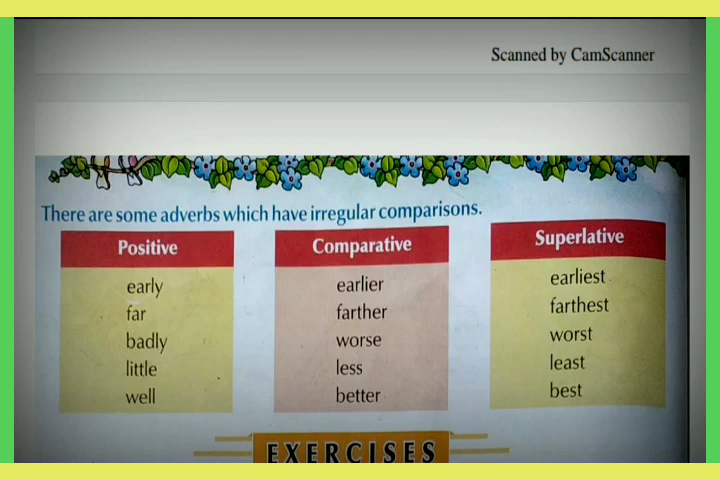 Scanned by CamScanner
There are some adverbs which have irregular comparisons.
Positive Comparative Superlative
early earlier earliest
far farther farthest
badly worse worst
little less least
well better best
EXERCISES